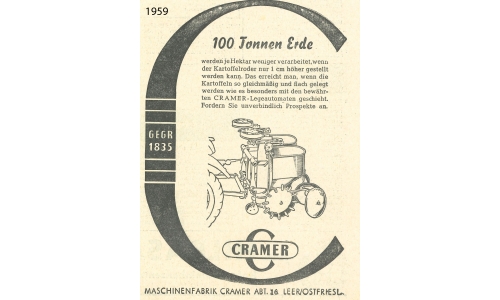 1959
100 Tonnen Erde
werden je Hektar weniger verarbeitet, wenn
der Kartoffelroder nur 1 cm höher gestellt
werden kann. Das erreicht man, wenn die
Kartoffeln so gleichmäßig und flach gelegt
werden wie es besonders mit den bewähr-
ten CRAMER-Legeautomaten geschieht.
Fordern Sie unverbindlich Prospekte an.
GEGR
1835
CRAMER
MASCHINENFABRIK CRAMER ABT. 16 LEER/OSTFRIESL.